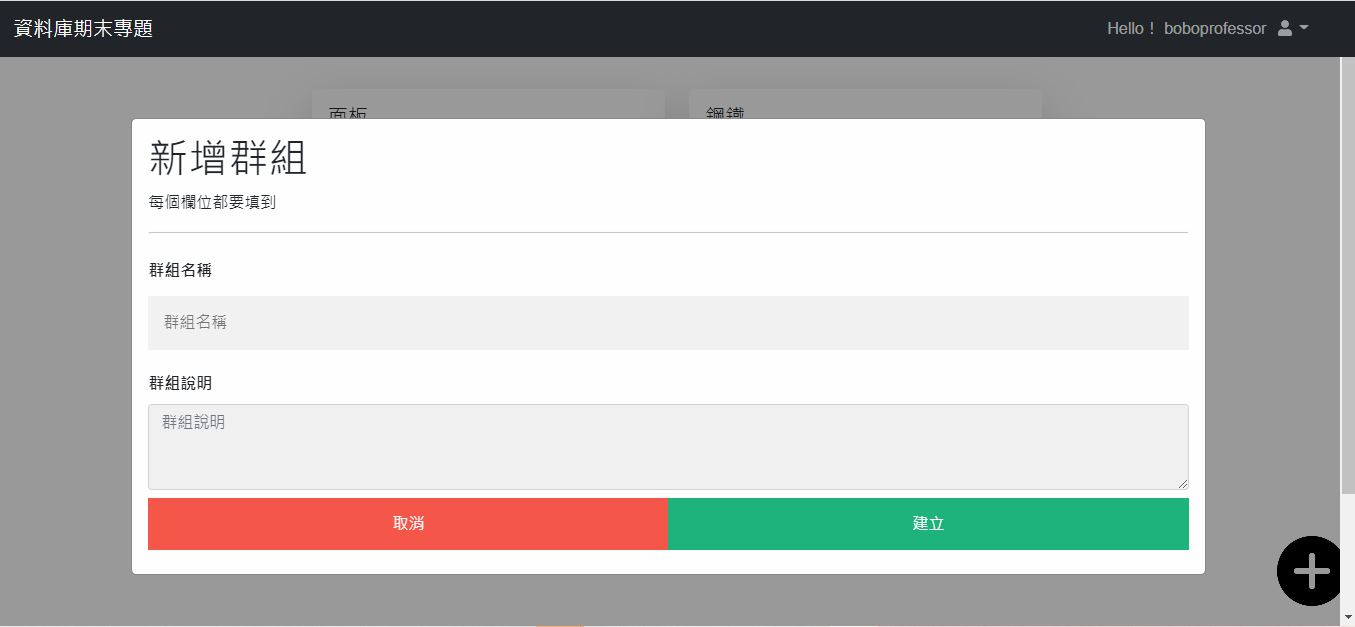 資料庫期末專題
Hello！ boboprofessor
面板
鋼鐵
新增群組
每個欄位都要填到
群組名稱
群組名稱
群組說明
群組說明
取消
建立